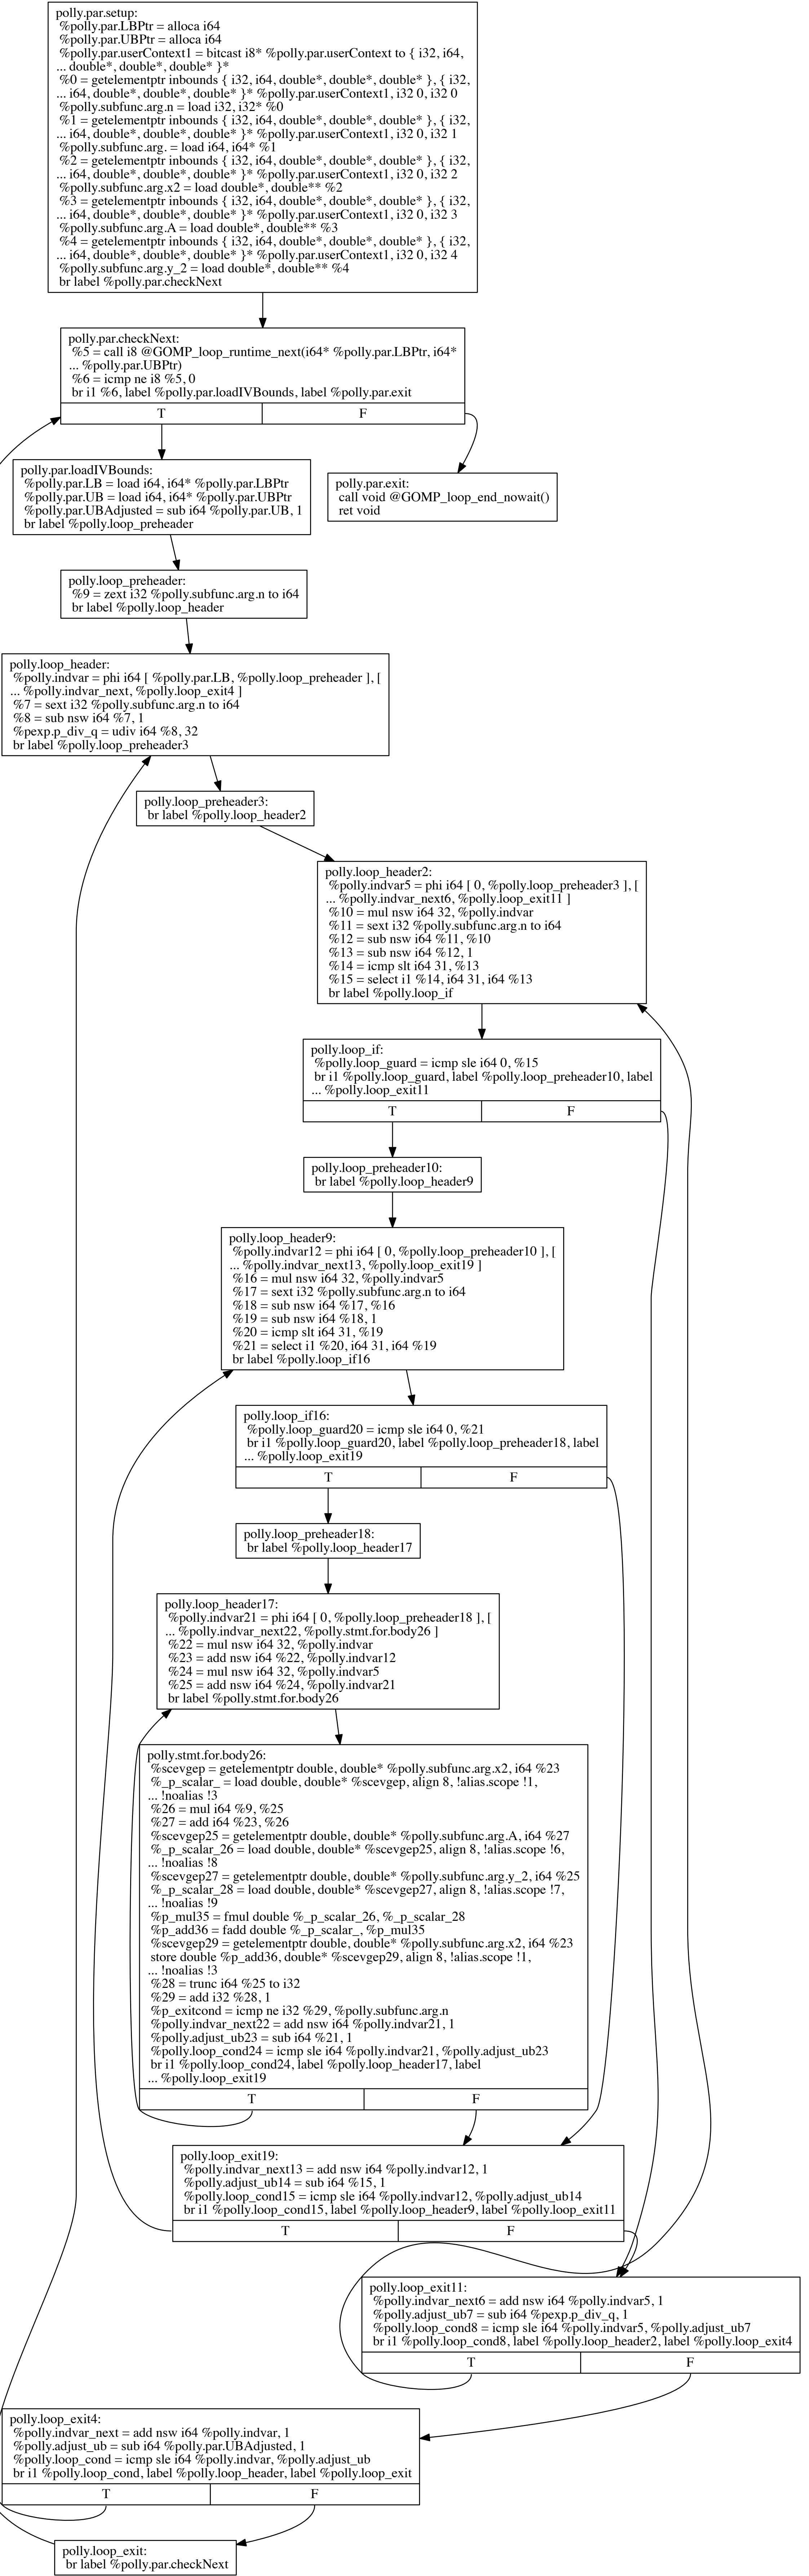 polly.par.setup:
%polly.par.LBPtr = alloca i64
%polly.par.UBPtr = alloca i64
%polly.par.userContext1 = bitcast i8* %polly.par.userContext to { i32, i64,
... double*, double*, double* }*
%0 = getelementptr inbounds { i32, i64, double*, double*, double* }, { i32,
... i64, double*, double*, double* }* %polly.par.userContext1, i32 0, i32 0
%polly.subfunc.arg.n = load i32, i32* %0
%1 = getelementptr inbounds { i32, i64, double*, double*, double* }, { i32,
... i64, double*, double*, double* }* %polly.par.userContext1, i32 0, i32 1
%polly.subfunc.arg. = load i64, i64* %1
%2 = getelementptr inbounds { i32, i64, double*, double*, double* }, { i32,
... i64, double*, double*, double* }* %polly.par.userContext1, i32 0, i32 2
%polly.subfunc.arg.x2 = load double*, double** %2
%3 = getelementptr inbounds { i32, i64, double*, double*, double* }, { i32,
... i64, double*, double*, double* }* %polly.par.userContext1, i32 0, i32 3
%polly.subfunc.arg.A = load double*, double** %3
%4 = getelementptr inbounds { i32, i64, double*, double*, double* }, { i32,
... i64, double*, double*, double* }* %polly.par.userContext1, i32 0, i32 4
%polly.subfunc.arg.y_2 = load double*, double** %4
br label %polly.par.checkNext
polly.par.checkNext:
%5 = call i8 @GOMP_loop_runtime_next(i64* %polly.par.LBPtr, i64*
... %polly.par.UBPtr)
%6 = icmp ne i8 %5, 0
br i1 %6, label %polly.par.loadIVBounds, label %polly.par.exit
T F
polly.par.loadIVBounds:
%polly.par.LB = load i64, i64* %polly.par.LBPtr
%polly.par.UB = load i64, i64* %polly.par.UBPtr
%polly.par.UBAdjusted = sub i64 %polly.par.UB, 1
br label %polly.loop_preheader
polly.par.exit:
call void @GOMP_loop_end_nowait()
ret void
polly.loop_preheader:
%9 = zext i32 %polly.subfunc.arg.n to i64
br label %polly.loop_header
polly.loop_header:
%polly.indvar = phi i64 [ %polly.par.LB, %polly.loop_preheader ], [
... %polly.indvar_next, %polly.loop_exit4 ]
%7 = sext i32 %polly.subfunc.arg.n to i64
%8 = sub nsw i64 %7, 1
%pexp.p_div_q = udiv i64 %8, 32
br label %polly.loop_preheader3
polly.loop_preheader3:
br label %polly.loop_header2
polly.loop_header2:
%polly.indvar5 = phi i64 [ 0, %polly.loop_preheader3 ], [
... %polly.indvar_next6, %polly.loop_exit11 ]
%10 = mul nsw i64 32, %polly.indvar
%11 = sext i32 %polly.subfunc.arg.n to i64
%12 = sub nsw i64 %11, %10
%13 = sub nsw i64 %12, 1
%14 = icmp slt i64 31, %13
%15 = select i1 %14, i64 31, i64 %13
br label %polly.loop_if
polly.loop_if:
%polly.loop_guard = icmp sle i64 0, %15
br i1 %polly.loop_guard, label %polly.loop_preheader10, label
... %polly.loop_exit11
T F
polly.loop_preheader10:
br label %polly.loop_header9
polly.loop_header9:
%polly.indvar12 = phi i64 [ 0, %polly.loop_preheader10 ], [
... %polly.indvar_next13, %polly.loop_exit19 ]
%16 = mul nsw i64 32, %polly.indvar5
%17 = sext i32 %polly.subfunc.arg.n to i64
%18 = sub nsw i64 %17, %16
%19 = sub nsw i64 %18, 1
%20 = icmp slt i64 31, %19
%21 = select i1 %20, i64 31, i64 %19
br label %polly.loop_if16
polly.loop_if16:
%polly.loop_guard20 = icmp sle i64 0, %21
br i1 %polly.loop_guard20, label %polly.loop_preheader18, label
... %polly.loop_exit19
T F
polly.loop_preheader18:
br label %polly.loop_header17
polly.loop_header17:
%polly.indvar21 = phi i64 [ 0, %polly.loop_preheader18 ], [
... %polly.indvar_next22, %polly.stmt.for.body26 ]
%22 = mul nsw i64 32, %polly.indvar
%23 = add nsw i64 %22, %polly.indvar12
%24 = mul nsw i64 32, %polly.indvar5
%25 = add nsw i64 %24, %polly.indvar21
br label %polly.stmt.for.body26
polly.stmt.for.body26:
%scevgep = getelementptr double, double* %polly.subfunc.arg.x2, i64 %23
%_p_scalar_ = load double, double* %scevgep, align 8, !alias.scope !1,
... !noalias !3
%26 = mul i64 %9, %25
%27 = add i64 %23, %26
%scevgep25 = getelementptr double, double* %polly.subfunc.arg.A, i64 %27
%_p_scalar_26 = load double, double* %scevgep25, align 8, !alias.scope !6,
... !noalias !8
%scevgep27 = getelementptr double, double* %polly.subfunc.arg.y_2, i64 %25
%_p_scalar_28 = load double, double* %scevgep27, align 8, !alias.scope !7,
... !noalias !9
%p_mul35 = fmul double %_p_scalar_26, %_p_scalar_28
%p_add36 = fadd double %_p_scalar_, %p_mul35
%scevgep29 = getelementptr double, double* %polly.subfunc.arg.x2, i64 %23
store double %p_add36, double* %scevgep29, align 8, !alias.scope !1,
... !noalias !3
%28 = trunc i64 %25 to i32
%29 = add i32 %28, 1
%p_exitcond = icmp ne i32 %29, %polly.subfunc.arg.n
%polly.indvar_next22 = add nsw i64 %polly.indvar21, 1
%polly.adjust_ub23 = sub i64 %21, 1
%polly.loop_cond24 = icmp sle i64 %polly.indvar21, %polly.adjust_ub23
br i1 %polly.loop_cond24, label %polly.loop_header17, label
... %polly.loop_exit19
T F
polly.loop_exit19:
%polly.indvar_next13 = add nsw i64 %polly.indvar12, 1
%polly.adjust_ub14 = sub i64 %15, 1
%polly.loop_cond15 = icmp sle i64 %polly.indvar12, %polly.adjust_ub14
br i1 %polly.loop_cond15, label %polly.loop_header9, label %polly.loop_exit11
T F
polly.loop_exit11:
%polly.indvar_next6 = add nsw i64 %polly.indvar5, 1
%polly.adjust_ub7 = sub i64 %pexp.p_div_q, 1
%polly.loop_cond8 = icmp sle i64 %polly.indvar5, %polly.adjust_ub7
br i1 %polly.loop_cond8, label %polly.loop_header2, label %polly.loop_exit4
T F
polly.loop_exit4:
%polly.indvar_next = add nsw i64 %polly.indvar, 1
%polly.adjust_ub = sub i64 %polly.par.UBAdjusted, 1
%polly.loop_cond = icmp sle i64 %polly.indvar, %polly.adjust_ub
br i1 %polly.loop_cond, label %polly.loop_header, label %polly.loop_exit
T F
polly.loop_exit:
br label %polly.par.checkNext